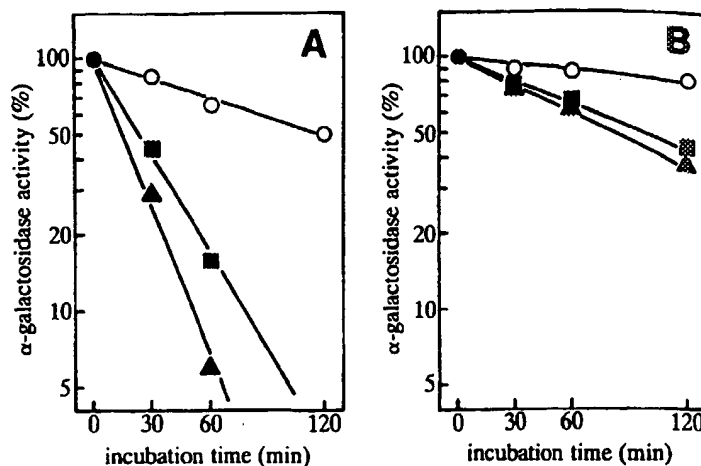 A
α-galactosidase activity (%)
100
50
20
10
5
0 30 60 120
incubation time (min)
B
α-galactosidase activity (%)
100
50
20
10
5
0 30 60 120
incubation time (min)